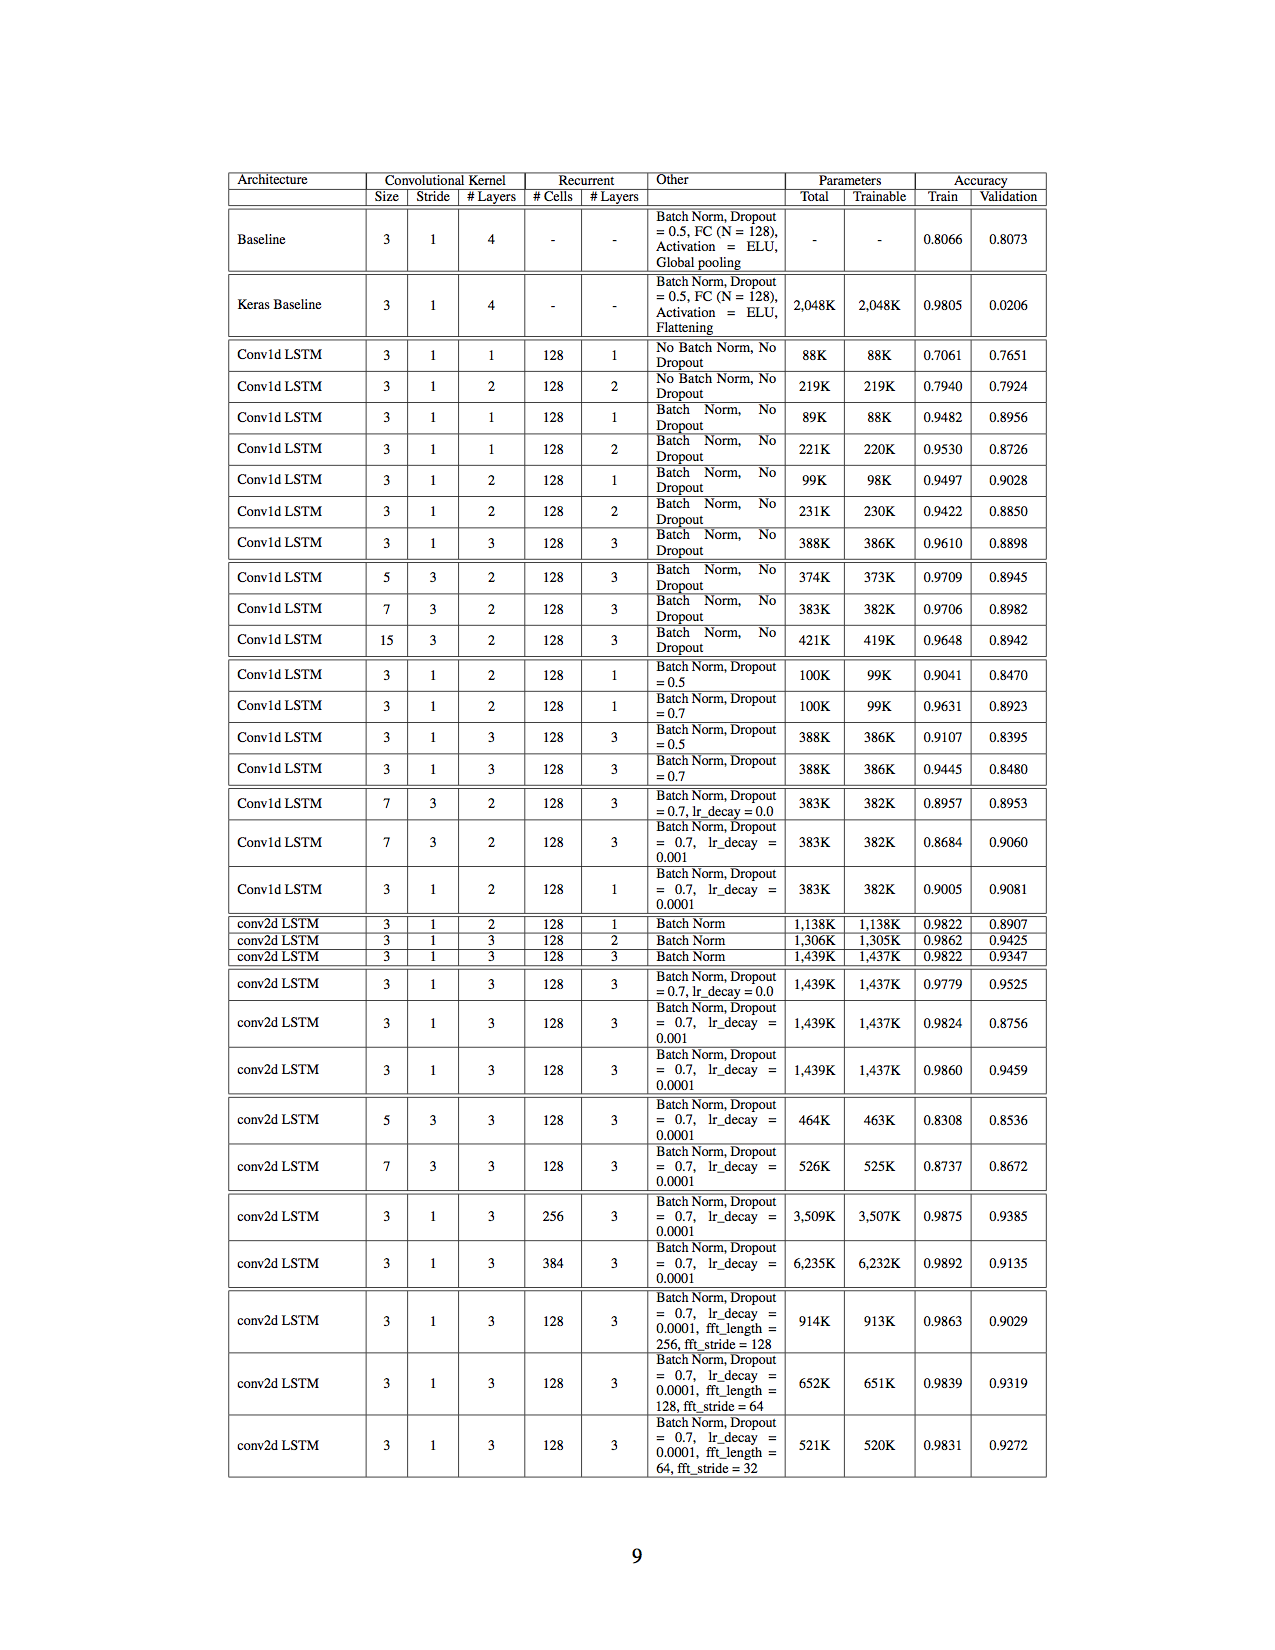 Architecture Convolutional Kernel Recurrent Other Parameters Accuracy
Size Stride # Layers # Cells # Layers Total Trainable Train Validation
Baseline 3 1 4 - - Batch Norm, Dropout = 0.5, FC (N = 128), Activation = ELU, Global pooling - - 0.8066 0.8073
Keras Baseline 3 1 4 - - Batch Norm, Dropout = 0.5, FC (N = 128), Activation = ELU, Flattening 2,048K 2,048K 0.9805 0.0206
Conv1d LSTM 3 1 1 128 1 No Batch Norm, No Dropout 88K 88K 0.7061 0.7651
Conv1d LSTM 3 1 2 128 2 No Batch Norm, No Dropout 219K 219K 0.7940 0.7924
Conv1d LSTM 3 1 1 128 1 Batch Norm, No Dropout 89K 88K 0.9482 0.8956
Conv1d LSTM 3 1 1 128 2 Batch Norm, No Dropout 221K 220K 0.9530 0.8726
Conv1d LSTM 3 1 2 128 1 Batch Norm, No Dropout 99K 98K 0.9497 0.9028
Conv1d LSTM 3 1 2 128 2 Batch Norm, No Dropout 231K 230K 0.9422 0.8850
Conv1d LSTM 3 1 3 128 3 Batch Norm, No Dropout 388K 386K 0.9610 0.8898
Conv1d LSTM 5 3 2 128 3 Batch Norm, No Dropout 374K 373K 0.9709 0.8945
Conv1d LSTM 7 3 2 128 3 Batch Norm, No Dropout 383K 382K 0.9706 0.8982
Conv1d LSTM 15 3 2 128 3 Batch Norm, No Dropout 421K 419K 0.9648 0.8942
Conv1d LSTM 3 1 2 128 1 Batch Norm, Dropout = 0.5 100K 99K 0.9041 0.8470
Conv1d LSTM 3 1 2 128 1 Batch Norm, Dropout = 0.7 100K 99K 0.9631 0.8923
Conv1d LSTM 3 1 3 128 3 Batch Norm, Dropout = 0.5 388K 386K 0.9107 0.8395
Conv1d LSTM 3 1 3 128 3 Batch Norm, Dropout = 0.7 388K 386K 0.9445 0.8480
Conv1d LSTM 7 3 2 128 3 Batch Norm, Dropout = 0.7, lr_decay = 0.0 383K 382K 0.8957 0.8953
Conv1d LSTM 7 3 2 128 3 Batch Norm, Dropout = 0.7, lr_decay = 0.001 383K 382K 0.8684 0.9060
Conv1d LSTM 3 1 2 128 1 Batch Norm, Dropout = 0.7, lr_decay = 0.0001 383K 382K 0.9005 0.9081
conv2d LSTM 3 1 2 128 1 Batch Norm 1,138K 1,138K 0.9822 0.8907
conv2d LSTM 3 1 3 128 2 Batch Norm 1,306K 1,305K 0.9862 0.9425
conv2d LSTM 3 1 3 128 3 Batch Norm 1,439K 1,437K 0.9822 0.9347
conv2d LSTM 3 1 3 128 3 Batch Norm, Dropout = 0.7, lr_decay = 0.0 1,439K 1,437K 0.9779 0.9525
conv2d LSTM 3 1 3 128 3 Batch Norm, Dropout = 0.7, lr_decay = 0.001 1,439K 1,437K 0.9824 0.8756
conv2d LSTM 3 1 3 128 3 Batch Norm, Dropout = 0.7, lr_decay = 0.0001 1,439K 1,437K 0.9860 0.9459
conv2d LSTM 5 3 3 128 3 Batch Norm, Dropout = 0.7, lr_decay = 0.0001 464K 463K 0.8308 0.8536
conv2d LSTM 7 3 3 128 3 Batch Norm, Dropout = 0.7, lr_decay = 0.0001 526K 525K 0.8737 0.8672
conv2d LSTM 3 1 3 256 3 Batch Norm, Dropout = 0.7, lr_decay = 0.0001 3,509K 3,507K 0.9875 0.9385
conv2d LSTM 3 1 3 384 3 Batch Norm, Dropout = 0.7, lr_decay = 0.0001 6,235K 6,232K 0.9892 0.9135
conv2d LSTM 3 1 3 128 3 Batch Norm, Dropout = 0.7, lr_decay = 0.0001, fft_length = 256, fft_stride = 128 914K 913K 0.9863 0.9029
conv2d LSTM 3 1 3 128 3 Batch Norm, Dropout = 0.7, lr_decay = 0.0001, fft_length = 128, fft_stride = 64 652K 651K 0.9839 0.9319
conv2d LSTM 3 1 3 128 3 Batch Norm, Dropout = 0.7, lr_decay = 0.0001, fft_length = 64, fft_stride = 32 521K 520K 0.9831 0.9272
9